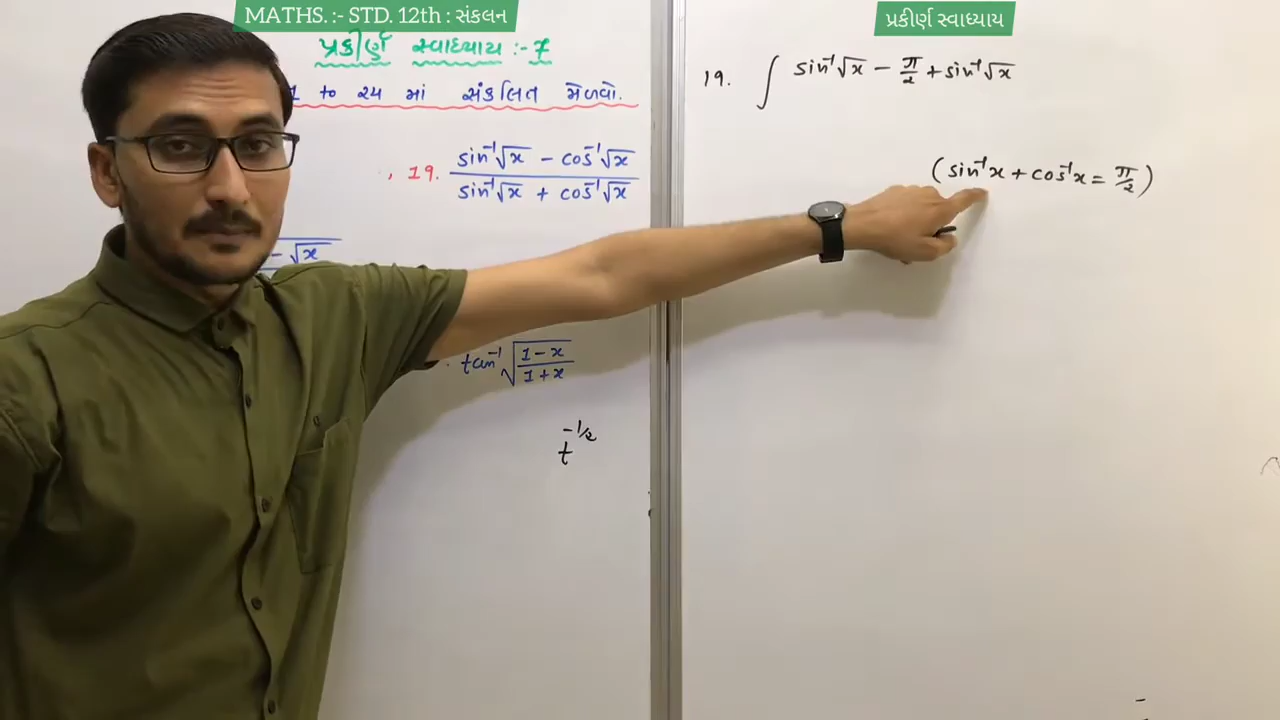 MATHS. :- STD. 12th : સંકલન
પ્રકીર્ણ સ્વાધ્યાય
પ્રકીર્ણ સ્વાધ્યાય :- 7
1 to ૨૪ માં સંકલિત મેળવો.
, 19. (sin⁻¹√x − cos⁻¹√x) / (sin⁻¹√x + cos⁻¹√x)
− √x
. tan⁻¹ √((1 − x)/(1 + x))
t^(−1/2)
19. ∫ sin⁻¹√x − π/2 + sin⁻¹√x
(sin⁻¹x + cos⁻¹x = π/2)